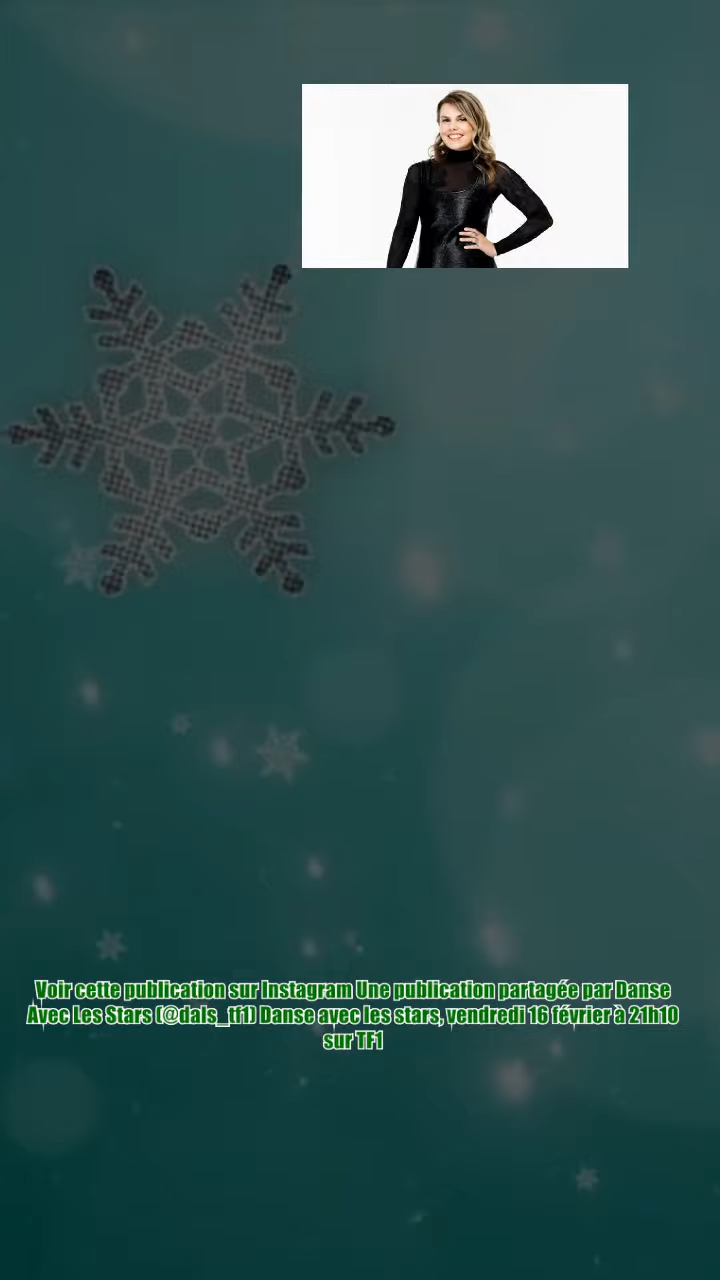 Voir cette publication sur Instagram Une publication partagée par Danse
Avec Les Stars (@dals_tf1) Danse avec les stars, vendredi 16 février à 21h10
sur TF1